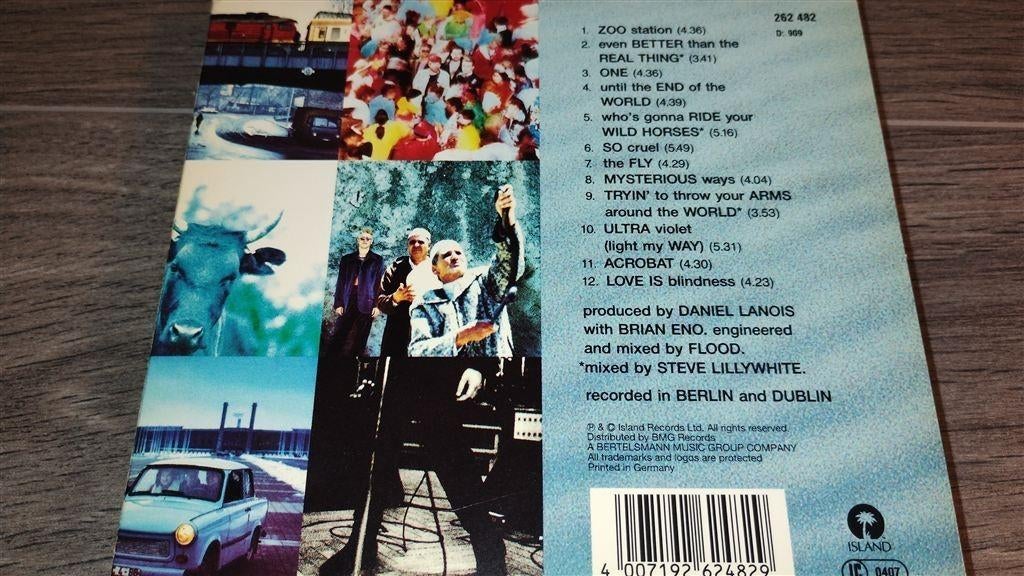 262 482
D: 909
1. ZOO station (4.36)
2. even BETTER than the
REAL THING* (3.41)
3. ONE (4.36)
4. until the END of the
WORLD (4.39)
5. who's gonna RIDE your
WILD HORSES* (5.16)
6. SO cruel (5.49)
7. the FLY (4.29)
8. MYSTERIOUS ways (4.04)
9. TRYIN' to throw your ARMS
around the WORLD* (3.53)
10. ULTRA violet
(light my WAY) (5.31)
11. ACROBAT (4.30)
12. LOVE IS blindness (4.23)
produced by DANIEL LANOIS
with BRIAN ENO. engineered
and mixed by FLOOD.
*mixed by STEVE LILLYWHITE.
recorded in BERLIN and DUBLIN
℗ & © Island Records Ltd. All rights reserved
Distributed by BMG Records
A BERTELSMANN MUSIC GROUP COMPANY
All trademarks and logos are protected
Printed in Germany
4 007192 624829
ISLAND
LC 0407